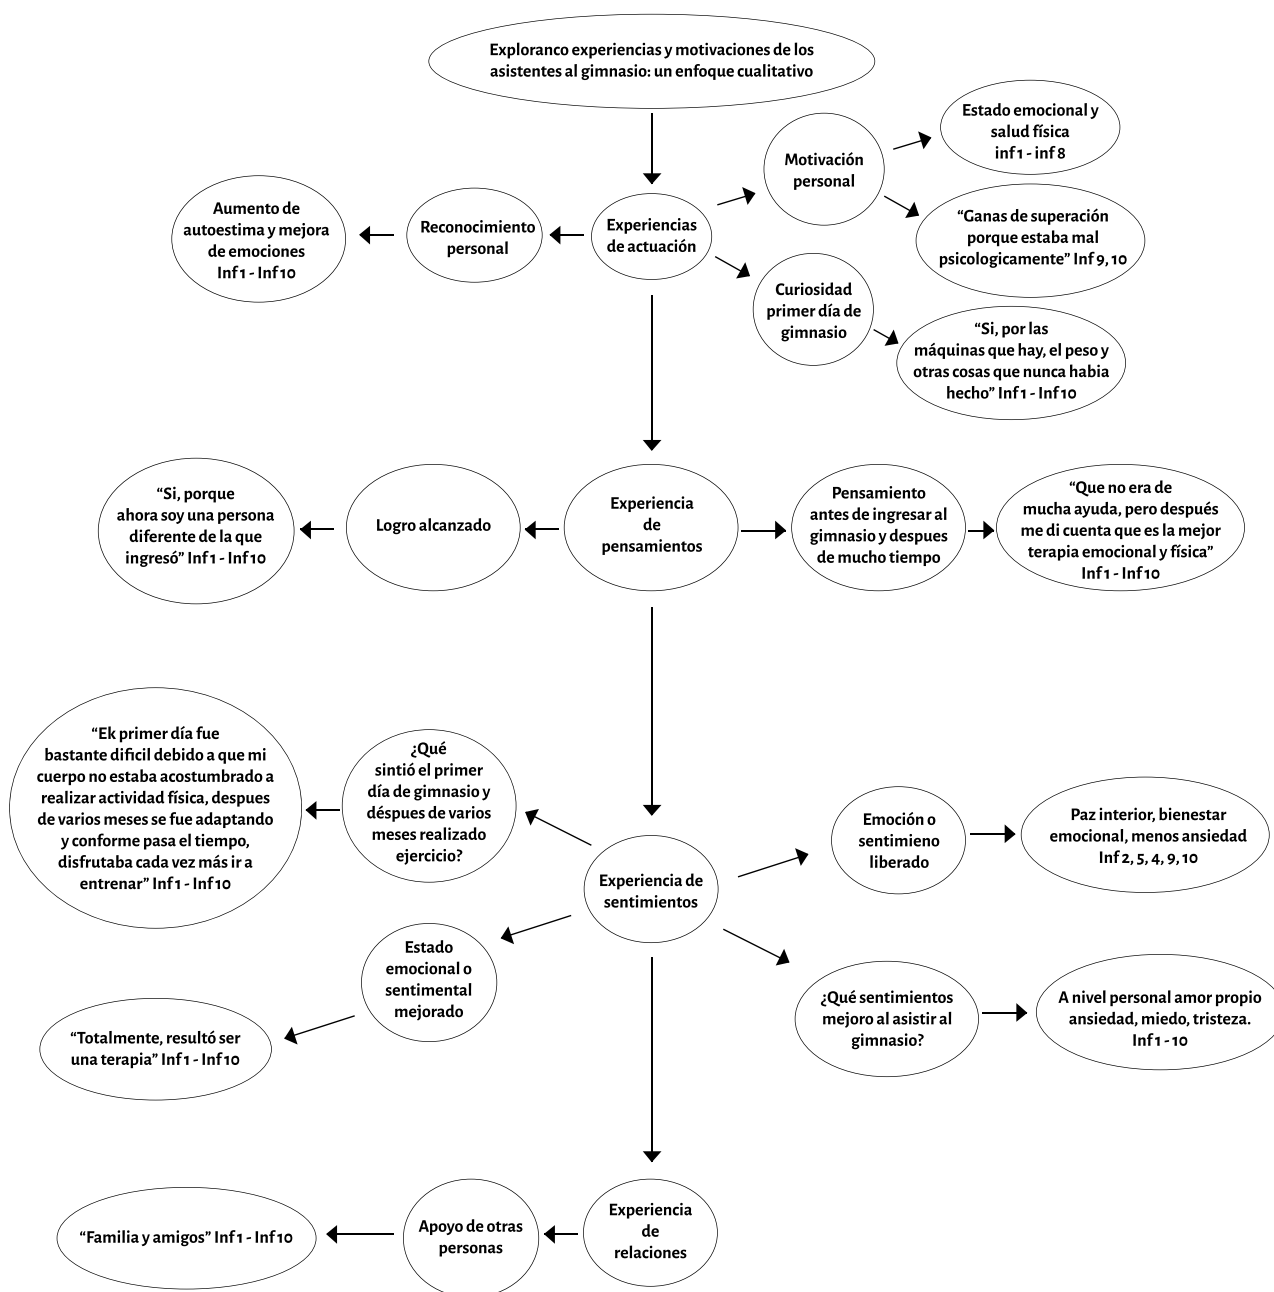 Exploranco experiencias y motivaciones de los
asistentes al gimnasio: un enfoque cualitativo
Estado emocional y
salud física
inf 1 - inf 8
Motivación
personal
“Ganas de superación
porque estaba mal
psicologicamente” Inf 9, 10
Experiencias
de actuación
Reconocimiento
personal
Aumento de
autoestima y mejora
de emociones
Inf 1 - Inf 10
Curiosidad
primer día de
gimnasio
“Si, por las
máquinas que hay, el peso y
otras cosas que nunca habia
hecho” Inf 1 - Inf 10
“Si, porque
ahora soy una persona
diferente de la que
ingresó” Inf 1 - Inf 10
Logro alcanzado
Experiencia
de
pensamientos
Pensamiento
antes de ingresar al
gimnasio y despues
de mucho tiempo
“Que no era de
mucha ayuda, pero después
me di cuenta que es la mejor
terapia emocional y física”
Inf 1 - Inf 10
“Ek primer día fue
bastante dificil debido a que mi
cuerpo no estaba acostumbrado a
realizar actividad física, despues
de varios meses se fue adaptando
y conforme pasa el tiempo,
disfrutaba cada vez más ir a
entrenar” Inf 1 - Inf 10
¿Qué
sintió el primer
día de gimnasio y
déspues de varios
meses realizado
ejercicio?
Experiencia de
sentimientos
Emoción o
sentimieno
liberado
Paz interior, bienestar
emocional, menos ansiedad
Inf 2, 5, 4, 9, 10
Estado
emocional o
sentimental
mejorado
“Totalmente, resultó ser
una terapia” Inf 1 - Inf 10
¿Qué sentimientos
mejoro al asistir al
gimnasio?
A nivel personal amor propio
ansiedad, miedo, tristeza.
Inf 1 - 10
“Familia y amigos” Inf 1 - Inf 10
Apoyo de otras
personas
Experiencia
de
relaciones